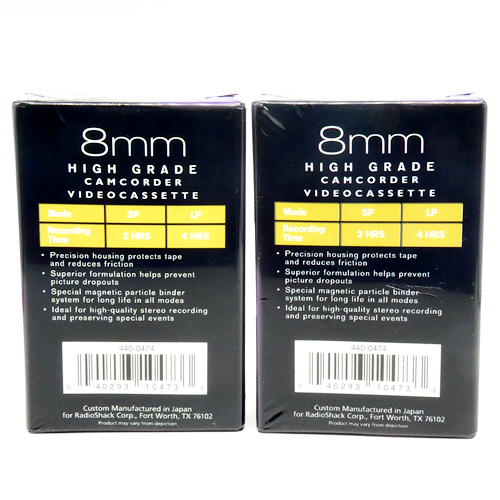 8mm
HIGH GRADE
CAMCORDER
VIDEOCASSETTE
Mode SP LP
Recording
Time 2 HRS 4 HRS
• Precision housing protects tape
and reduces friction
• Superior formulation helps prevent
picture dropouts
• Special magnetic particle binder
system for long life in all modes
• Ideal for high-quality stereo recording
and preserving special events
440-0474
0 40293 10473 3
Custom Manufactured in Japan
for RadioShack Corp., Fort Worth, TX 76102
Product may vary from depiction
8mm
HIGH GRADE
CAMCORDER
VIDEOCASSETTE
Mode SP LP
Recording
Time 2 HRS 4 HRS
• Precision housing protects tape
and reduces friction
• Superior formulation helps prevent
picture dropouts
• Special magnetic particle binder
system for long life in all modes
• Ideal for high-quality stereo recording
and preserving special events
440-0474
0 40293 10473 3
Custom Manufactured in Japan
for RadioShack Corp., Fort Worth, TX 76102
Product may vary from depiction